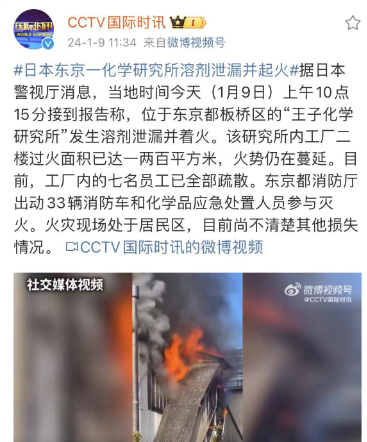 国际时讯
WORLD EXPRESS
CCTV国际时讯
24-1-9 11:34 来自微博视频号
#日本东京一化学研究所溶剂泄漏并起火#据日本
警视厅消息，当地时间今天（1月9日）上午10点
15分接到报告称，位于东京都板桥区的“王子化学
研究所”发生溶剂泄漏并着火。该研究所内工厂二
楼过火面积已达一两百平方米，火势仍在蔓延。目
前，工厂内的七名员工已全部疏散。东京都消防厅
出动33辆消防车和化学品应急处置人员参与灭
火。火灾现场处于居民区，目前尚不清楚其他损失
情况。 CCTV国际时讯的微博视频
社交媒体视频
微博视频号
@CCTV国际时讯